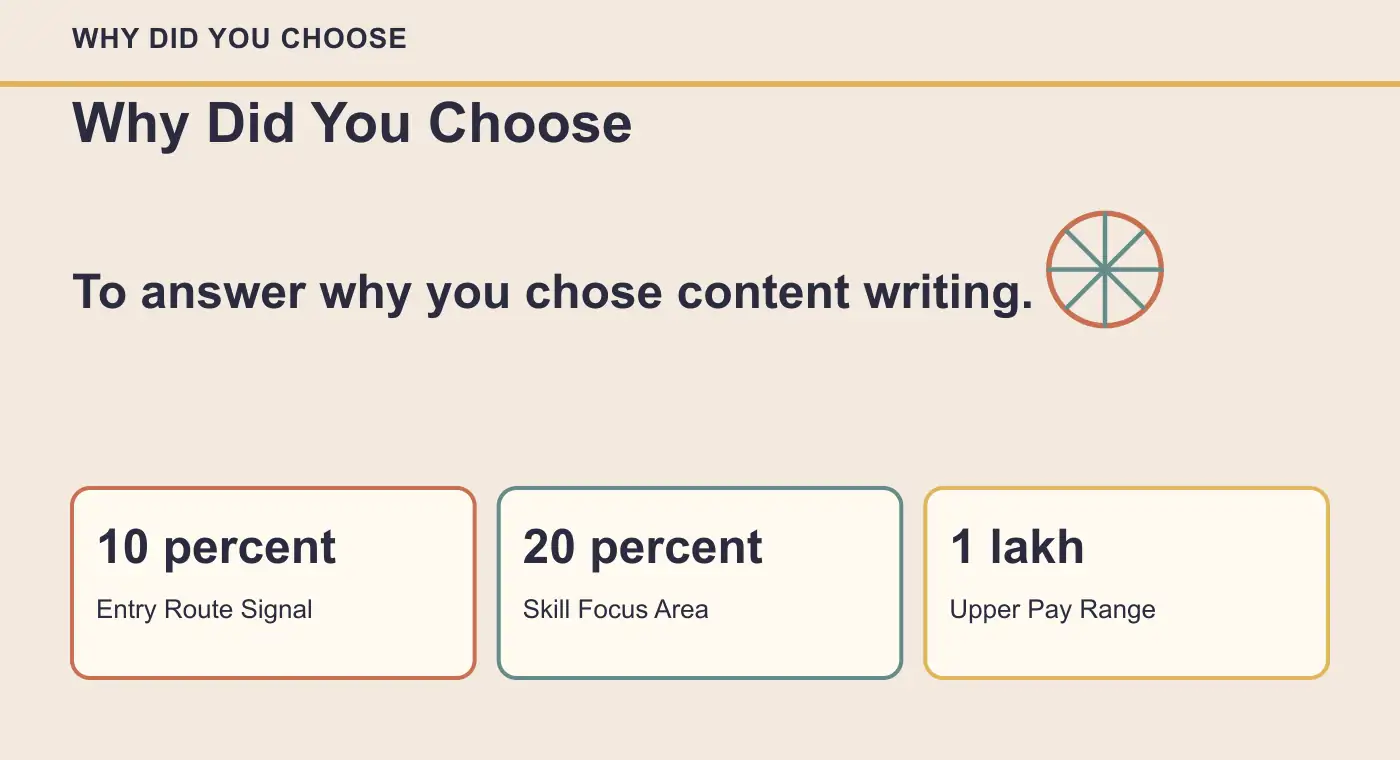 WHY DID YOU CHOOSE
Why Did You Choose
To answer why you chose content writing.
10 percent
Entry Route Signal
20 percent
Skill Focus Area
1 lakh
Upper Pay Range